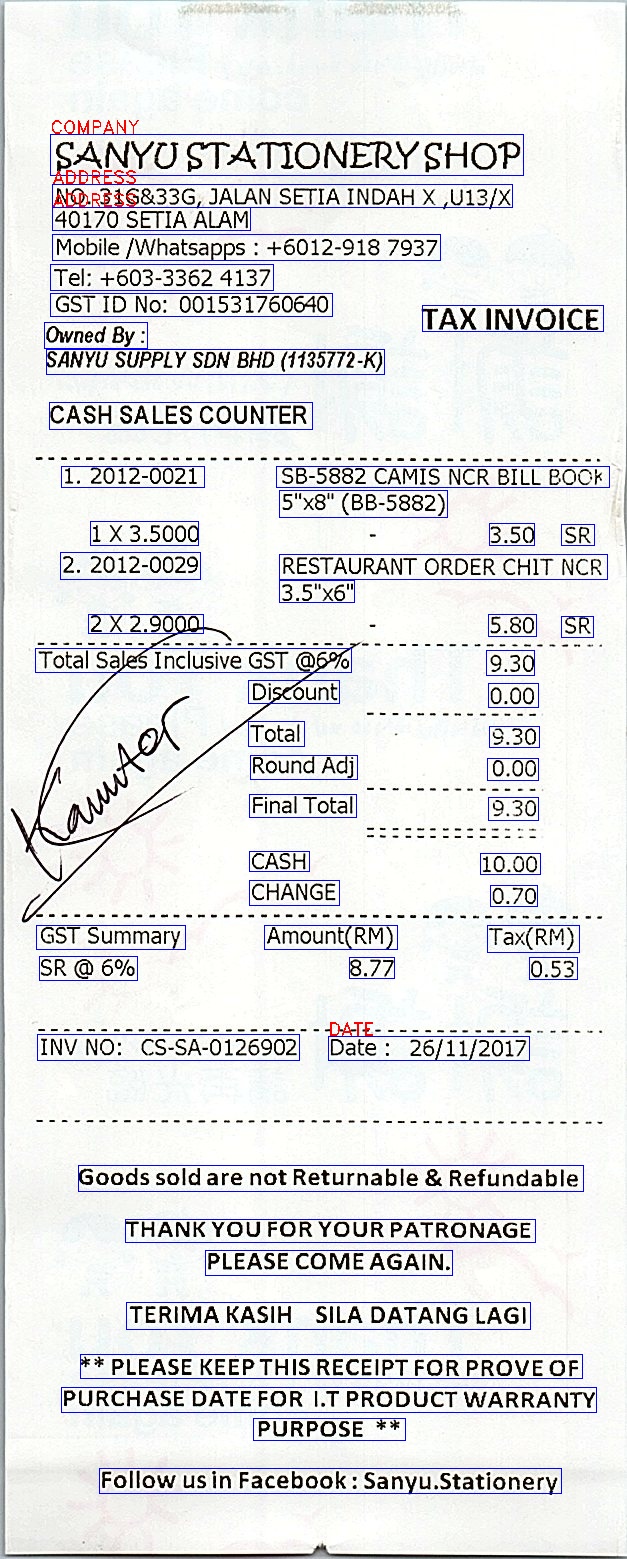 COMPANY
SANYU STATIONERY SHOP
ADDRESS
NO. 31G&33G, JALAN SETIA INDAH X ,U13/X
ADDRESS
40170 SETIA ALAM
Mobile /Whatsapps : +6012-918 7937
Tel: +603-3362 4137
GST ID No: 001531760640
TAX INVOICE
Owned By :
SANYU SUPPLY SDN BHD (1135772-K)
CASH SALES COUNTER
1. 2012-0021 SB-5882 CAMIS NCR BILL BOOK
5"x8" (BB-5882)
1 X 3.5000 - 3.50 SR
2. 2012-0029 RESTAURANT ORDER CHIT NCR
3.5"x6"
2 X 2.9000 - 5.80 SR
Total Sales Inclusive GST @6% 9.30
Discount 0.00
Total 9.30
Round Adj 0.00
Final Total 9.30
CASH 10.00
CHANGE 0.70
GST Summary Amount(RM) Tax(RM)
SR @ 6% 8.77 0.53
DATE
INV NO: CS-SA-0126902 Date : 26/11/2017
Goods sold are not Returnable & Refundable
THANK YOU FOR YOUR PATRONAGE
PLEASE COME AGAIN.
TERIMA KASIH SILA DATANG LAGI
** PLEASE KEEP THIS RECEIPT FOR PROVE OF
PURCHASE DATE FOR I.T PRODUCT WARRANTY
PURPOSE **
Follow us in Facebook : Sanyu.Stationery